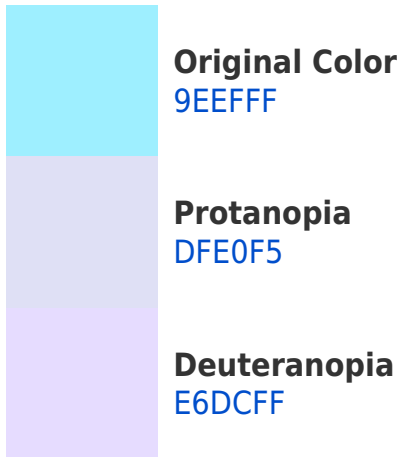 Original Color
9EEFFF
Protanopia
DFE0F5
Deuteranopia
E6DCFF